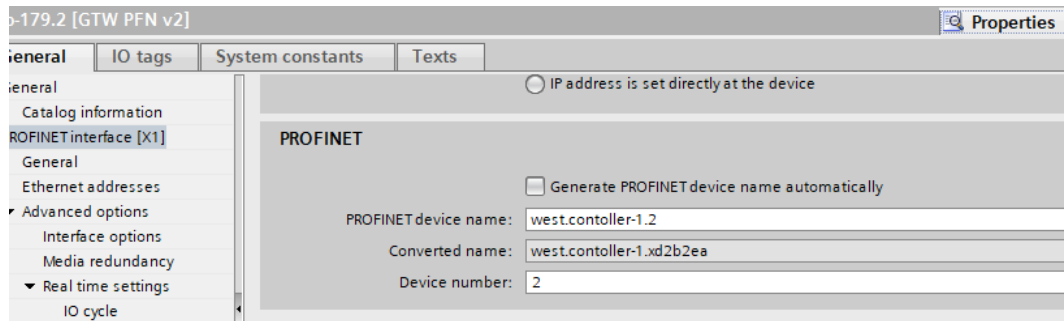 o-179.2 [GTW PFN v2]
Properties
General
IO tags
System constants
Texts
General
Catalog information
PROFINET interface [X1]
General
Ethernet addresses
Advanced options
Interface options
Media redundancy
Real time settings
IO cycle
IP address is set directly at the device
PROFINET
Generate PROFINET device name automatically
PROFINET device name: west.contoller-1.2
Converted name: west.contoller-1.xd2b2ea
Device number: 2